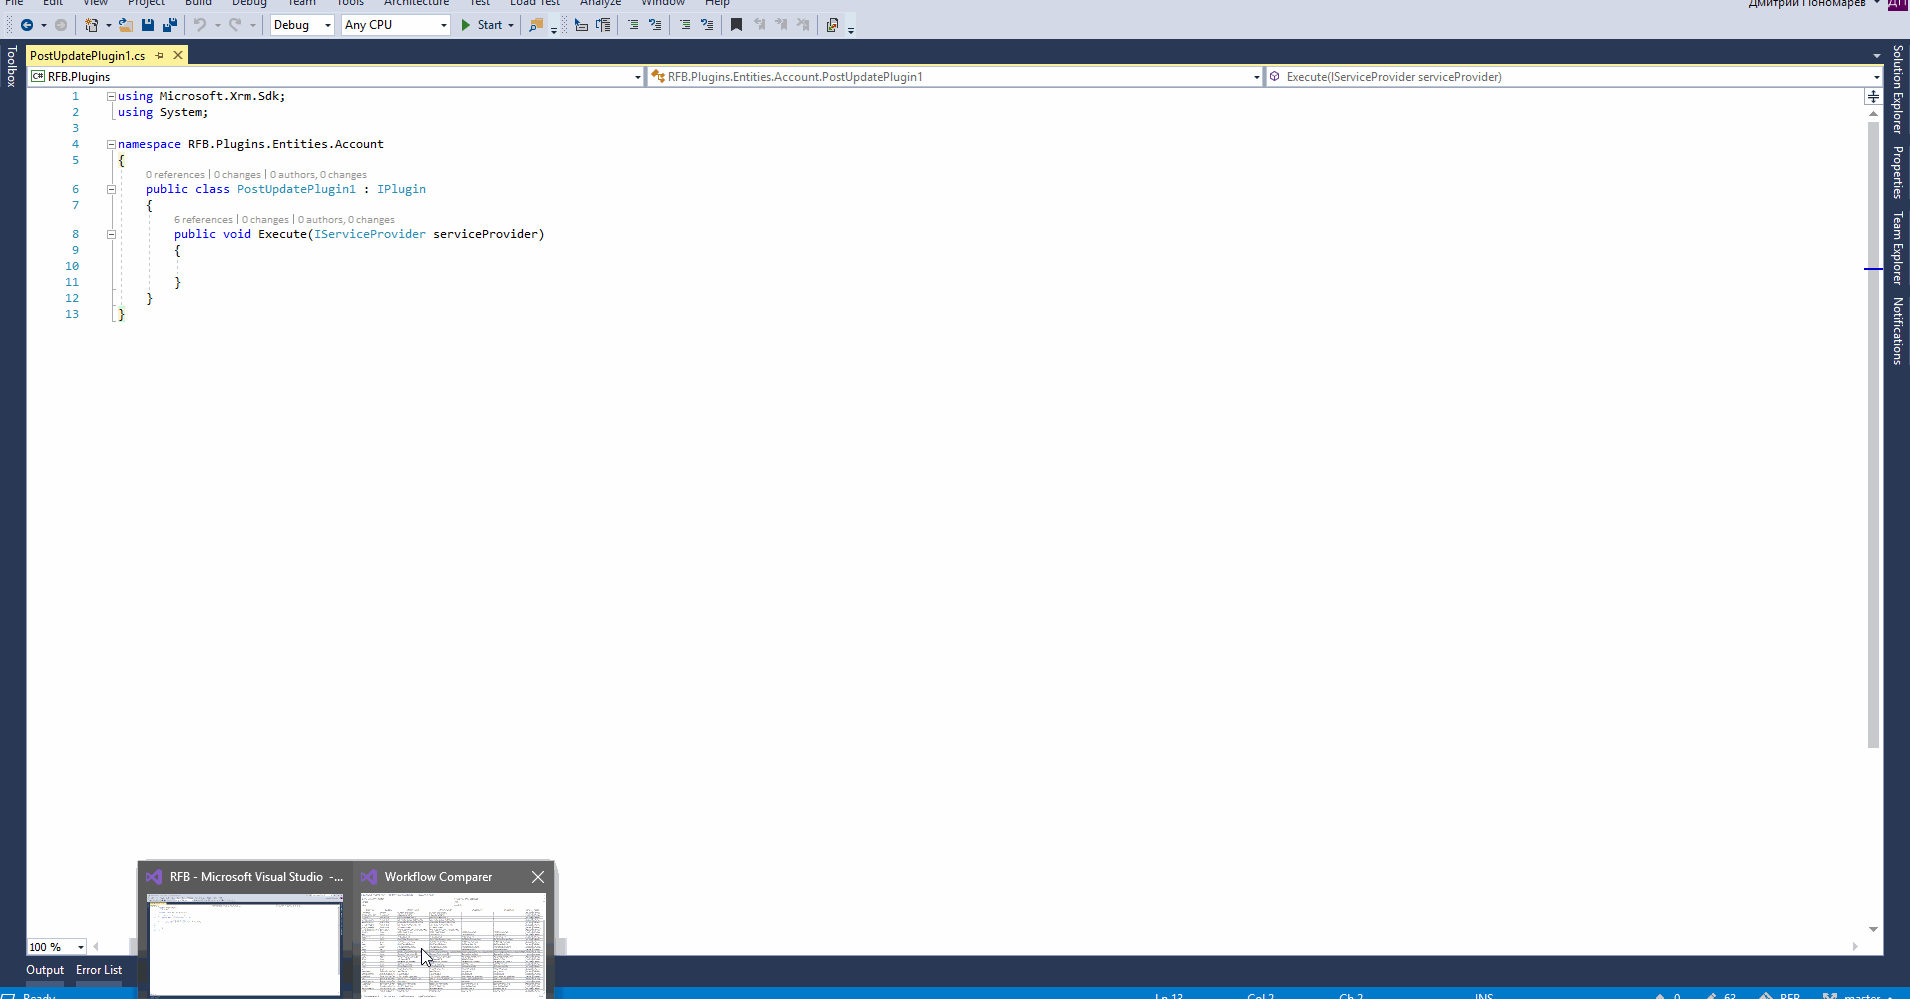 File Edit View Project Build Debug Team Tools Architecture Test Load Test Analyze Window Help Дмитрий Пономарев ДП
Debug Any CPU Start
Toolbox
PostUpdatePlugin1.cs
C# RFB.Plugins RFB.Plugins.Entities.Account.PostUpdatePlugin1 Execute(IServiceProvider serviceProvider)
1 using Microsoft.Xrm.Sdk;
2 using System;
3
4 namespace RFB.Plugins.Entities.Account
5 {
0 references | 0 changes | 0 authors, 0 changes
6 public class PostUpdatePlugin1 : IPlugin
7 {
6 references | 0 changes | 0 authors, 0 changes
8 public void Execute(IServiceProvider serviceProvider)
9 {
10
11 }
12 }
13 }
Solution Explorer
Properties
Team Explorer
Notifications
RFB - Microsoft Visual Studio -...
Workflow Comparer
100 %
Output Error List
Ready Ln 13 Col 2 Ch 2 INS 0 63 RFB master